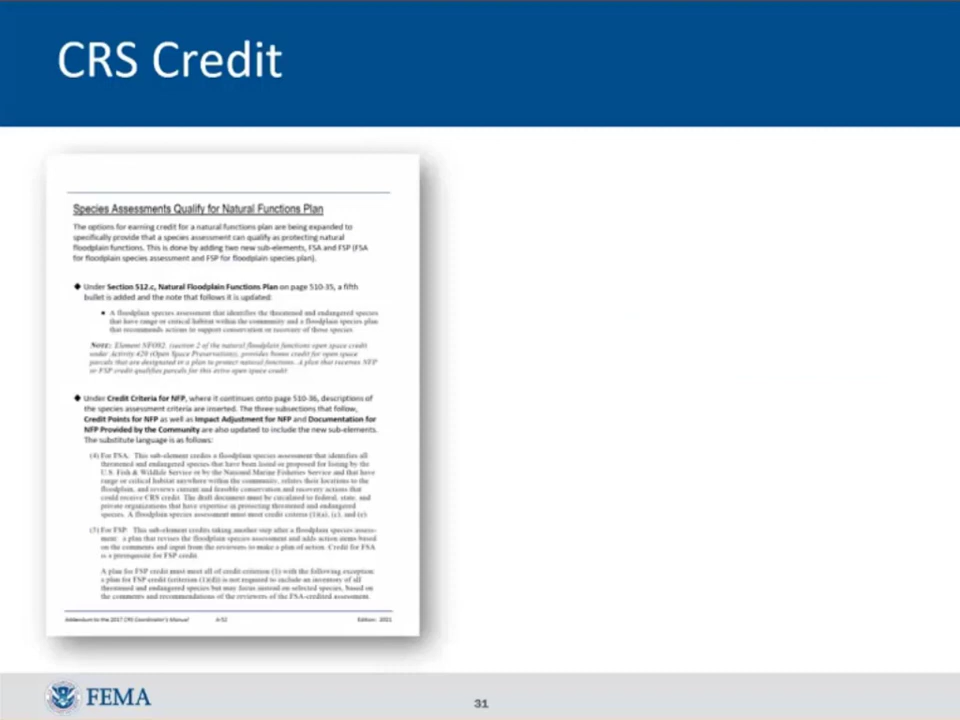 CRS Credit
Species Assessments Qualify for Natural Functions Plan
The options for earning credit for a natural functions plan are being expanded to
specifically provide that a species assessment can qualify as protecting natural
floodplain functions. This is done by adding two new sub-elements, FSA and FSP (FSA
for floodplain species assessment and FSP for floodplain species plan).
◆ Under Section 512.c, Natural Floodplain Functions Plan on page 510-35, a fifth
bullet is added and the note that follows it is updated:
• A floodplain species assessment that identifies the threatened and endangered species
that have range or critical habitat within the community and a floodplain species plan
that recommends actions to support conservation or recovery of those species
NOTE: Element NFOS2, (section 2 of the natural floodplain functions open space credit
under Activity 420 (Open Space Preservation), provides bonus credit for open space
parcels that are designated in a plan to protect natural functions. A plan that receives NFP
or FSP credit qualifies parcels for this extra open space credit.
◆ Under Credit Criteria for NFP, where it continues onto page 510-36, descriptions of
the species assessment criteria are inserted. The three subsections that follow,
Credit Points for NFP as well as Impact Adjustment for NFP and Documentation for
NFP Provided by the Community are also updated to include the new sub-elements.
The substitute language is as follows:
(4) For FSA: This sub-element credits a floodplain species assessment that identifies all
threatened and endangered species that have been listed or proposed for listing by the
U.S. Fish & Wildlife Service or by the National Marine Fisheries Service and that have
range or critical habitat anywhere within the community, relates their locations to the
floodplain, and reviews current and feasible conservation and recovery actions that
could receive CRS credit. The draft document must be circulated to federal, state, and
private organizations that have expertise in protecting threatened and endangered
species. A floodplain species assessment must meet credit criteria (1)(a), (c), and (e).
(5) For FSP: This sub-element credits taking another step after a floodplain species assess-
ment: a plan that revises the floodplain species assessment and adds action items based
on the comments and input from the reviewers to make a plan of action. Credit for FSA
is a prerequisite for FSP credit.
A plan for FSP credit must meet all of credit criterion (1) with the following exception:
a plan for FSP credit (criterion (1)(d)) is not required to include an inventory of all
threatened and endangered species but may focus instead on selected species, based on
the comments and recommendations of the reviewers of the FSA-credited assessment.
Addendum to the 2017 CRS Coordinator's Manual A-52 Edition: 2021
FEMA
31